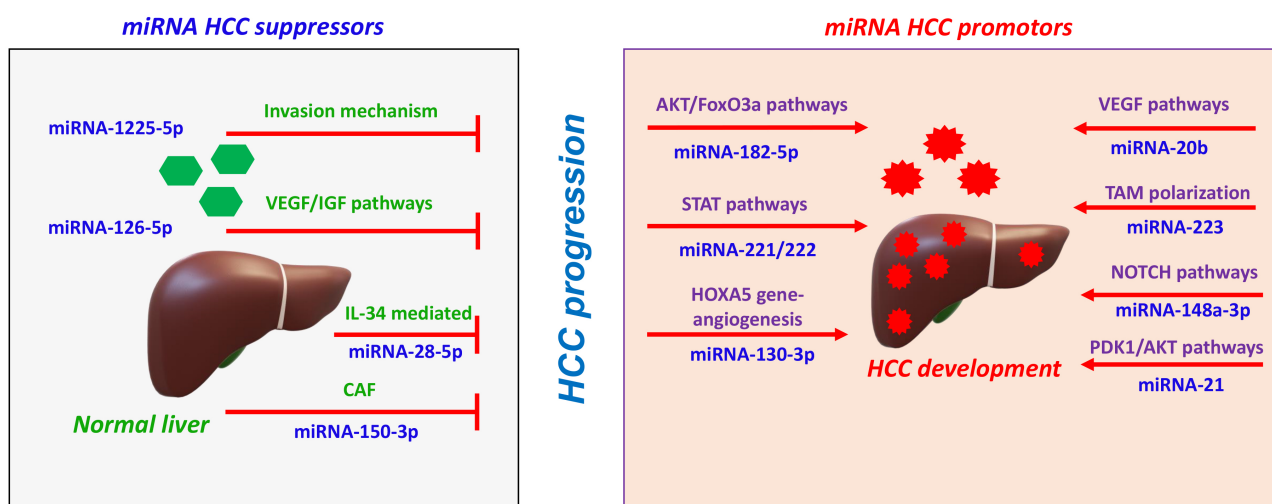 miRNA HCC suppressors
Invasion mechanism
miRNA-1225-5p
VEGF/IGF pathways
miRNA-126-5p
IL-34 mediated
miRNA-28-5p
CAF
Normal liver
miRNA-150-3p
HCC progression
miRNA HCC promotors
AKT/FoxO3a pathways
miRNA-182-5p
STAT pathways
miRNA-221/222
HOXA5 gene-
angiogenesis
miRNA-130-3p
VEGF pathways
miRNA-20b
TAM polarization
miRNA-223
NOTCH pathways
miRNA-148a-3p
PDK1/AKT pathways
miRNA-21
HCC development